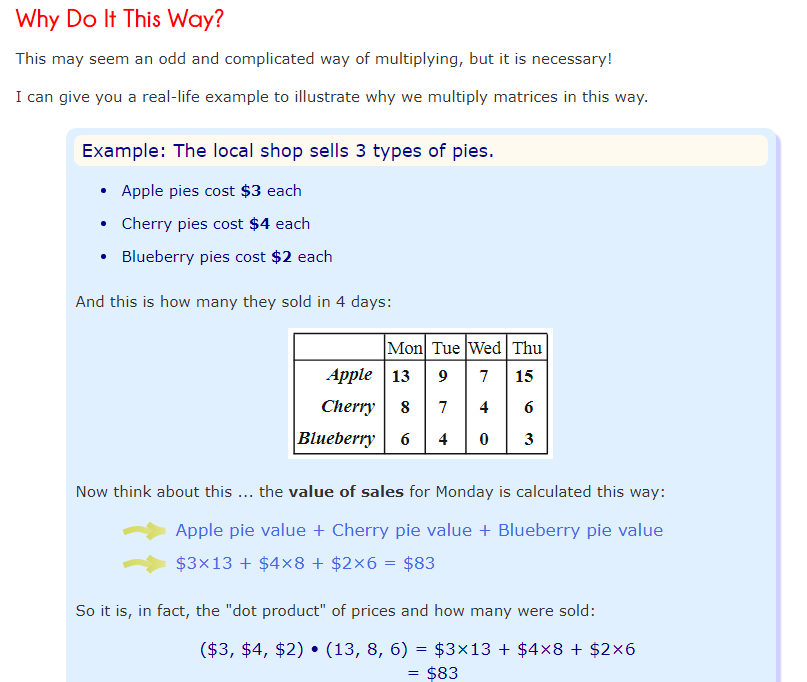 Why Do It This Way?
This may seem an odd and complicated way of multiplying, but it is necessary!
I can give you a real-life example to illustrate why we multiply matrices in this way.
Example: The local shop sells 3 types of pies.
• Apple pies cost $3 each
• Cherry pies cost $4 each
• Blueberry pies cost $2 each
And this is how many they sold in 4 days:
Mon Tue Wed Thu
Apple 13 9 7 15
Cherry 8 7 4 6
Blueberry 6 4 0 3
Now think about this ... the value of sales for Monday is calculated this way:
Apple pie value + Cherry pie value + Blueberry pie value
$3×13 + $4×8 + $2×6 = $83
So it is, in fact, the "dot product" of prices and how many were sold:
($3, $4, $2) • (13, 8, 6) = $3×13 + $4×8 + $2×6
= $83